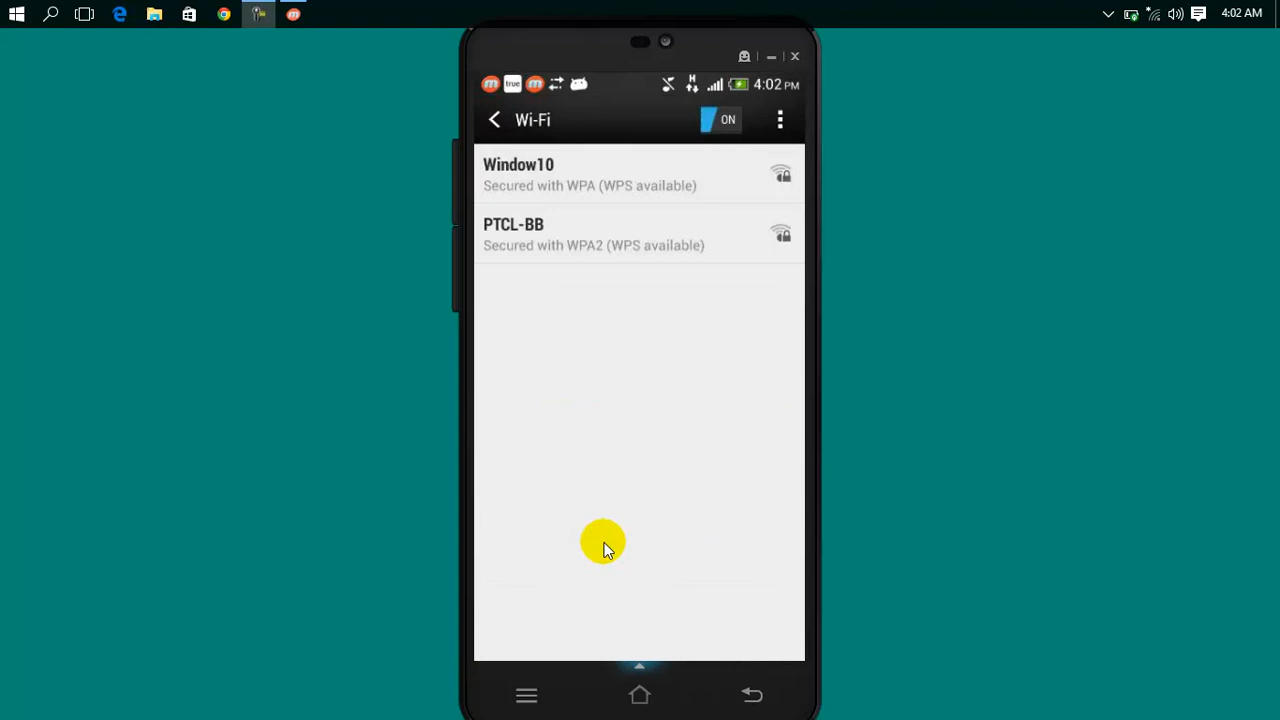 4:02 AM
true
H
4:02 PM
Wi-Fi
ON
Window10
Secured with WPA (WPS available)
PTCL-BB
Secured with WPA2 (WPS available)